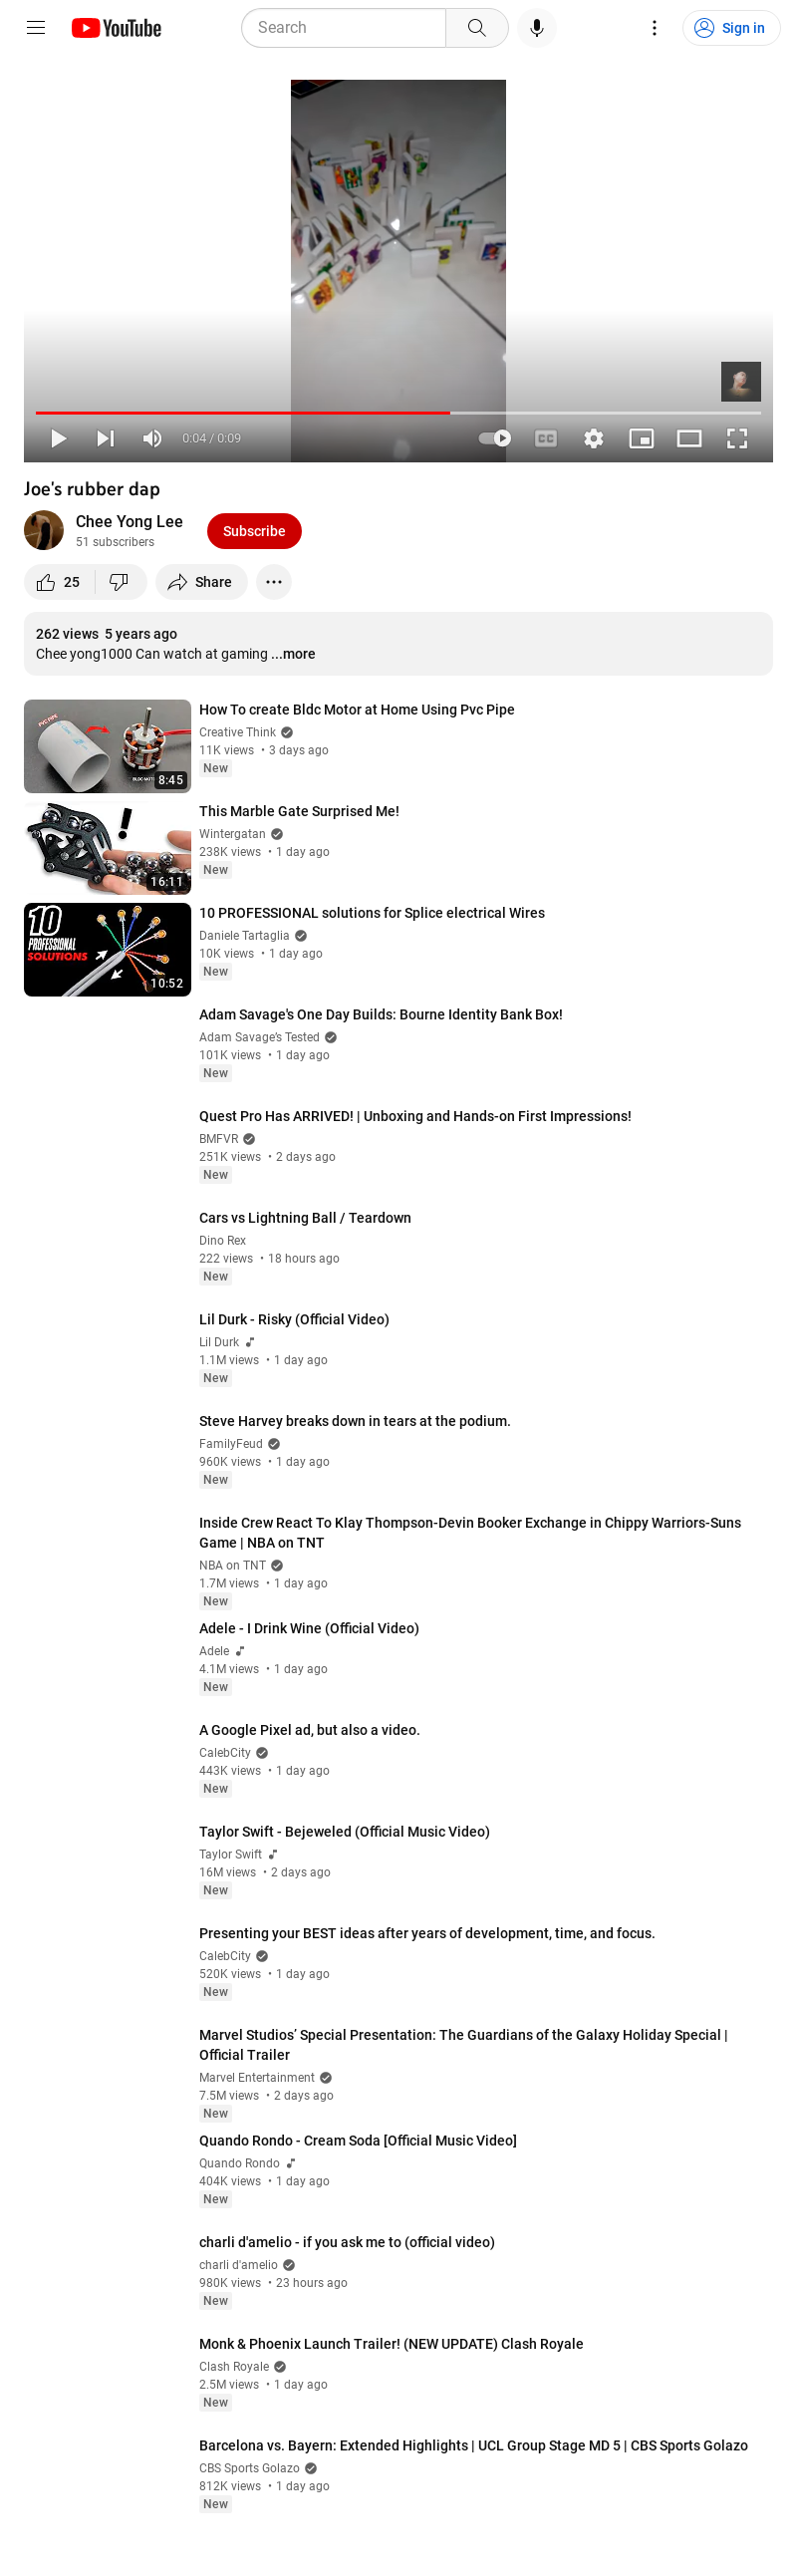 YouTube
Search
Sign in
0:04 / 0:09
CC
Joe's rubber dap
Chee Yong Lee
51 subscribers
Subscribe
25
Share
262 views 5 years ago
Chee yong1000 Can watch at gaming ...more
PVC PIPE
8:45
How To create Bldc Motor at Home Using Pvc Pipe
Creative Think
11K views • 3 days ago
New
!
16:11
This Marble Gate Surprised Me!
Wintergatan
238K views • 1 day ago
New
10
PROFESSIONAL
SOLUTIONS
10:52
10 PROFESSIONAL solutions for Splice electrical Wires
Daniele Tartaglia
10K views • 1 day ago
New
Adam Savage's One Day Builds: Bourne Identity Bank Box!
Adam Savage's Tested
101K views • 1 day ago
New
Quest Pro Has ARRIVED! | Unboxing and Hands-on First Impressions!
BMFVR
251K views • 2 days ago
New
Cars vs Lightning Ball / Teardown
Dino Rex
222 views • 18 hours ago
New
Lil Durk - Risky (Official Video)
Lil Durk
1.1M views • 1 day ago
New
Steve Harvey breaks down in tears at the podium.
FamilyFeud
960K views • 1 day ago
New
Inside Crew React To Klay Thompson-Devin Booker Exchange in Chippy Warriors-Suns
Game | NBA on TNT
NBA on TNT
1.7M views • 1 day ago
New
Adele - I Drink Wine (Official Video)
Adele
4.1M views • 1 day ago
New
A Google Pixel ad, but also a video.
CalebCity
443K views • 1 day ago
New
Taylor Swift - Bejeweled (Official Music Video)
Taylor Swift
16M views • 2 days ago
New
Presenting your BEST ideas after years of development, time, and focus.
CalebCity
520K views • 1 day ago
New
Marvel Studios’ Special Presentation: The Guardians of the Galaxy Holiday Special |
Official Trailer
Marvel Entertainment
7.5M views • 2 days ago
New
Quando Rondo - Cream Soda [Official Music Video]
Quando Rondo
404K views • 1 day ago
New
charli d'amelio - if you ask me to (official video)
charli d'amelio
980K views • 23 hours ago
New
Monk & Phoenix Launch Trailer! (NEW UPDATE) Clash Royale
Clash Royale
2.5M views • 1 day ago
New
Barcelona vs. Bayern: Extended Highlights | UCL Group Stage MD 5 | CBS Sports Golazo
CBS Sports Golazo
812K views • 1 day ago
New